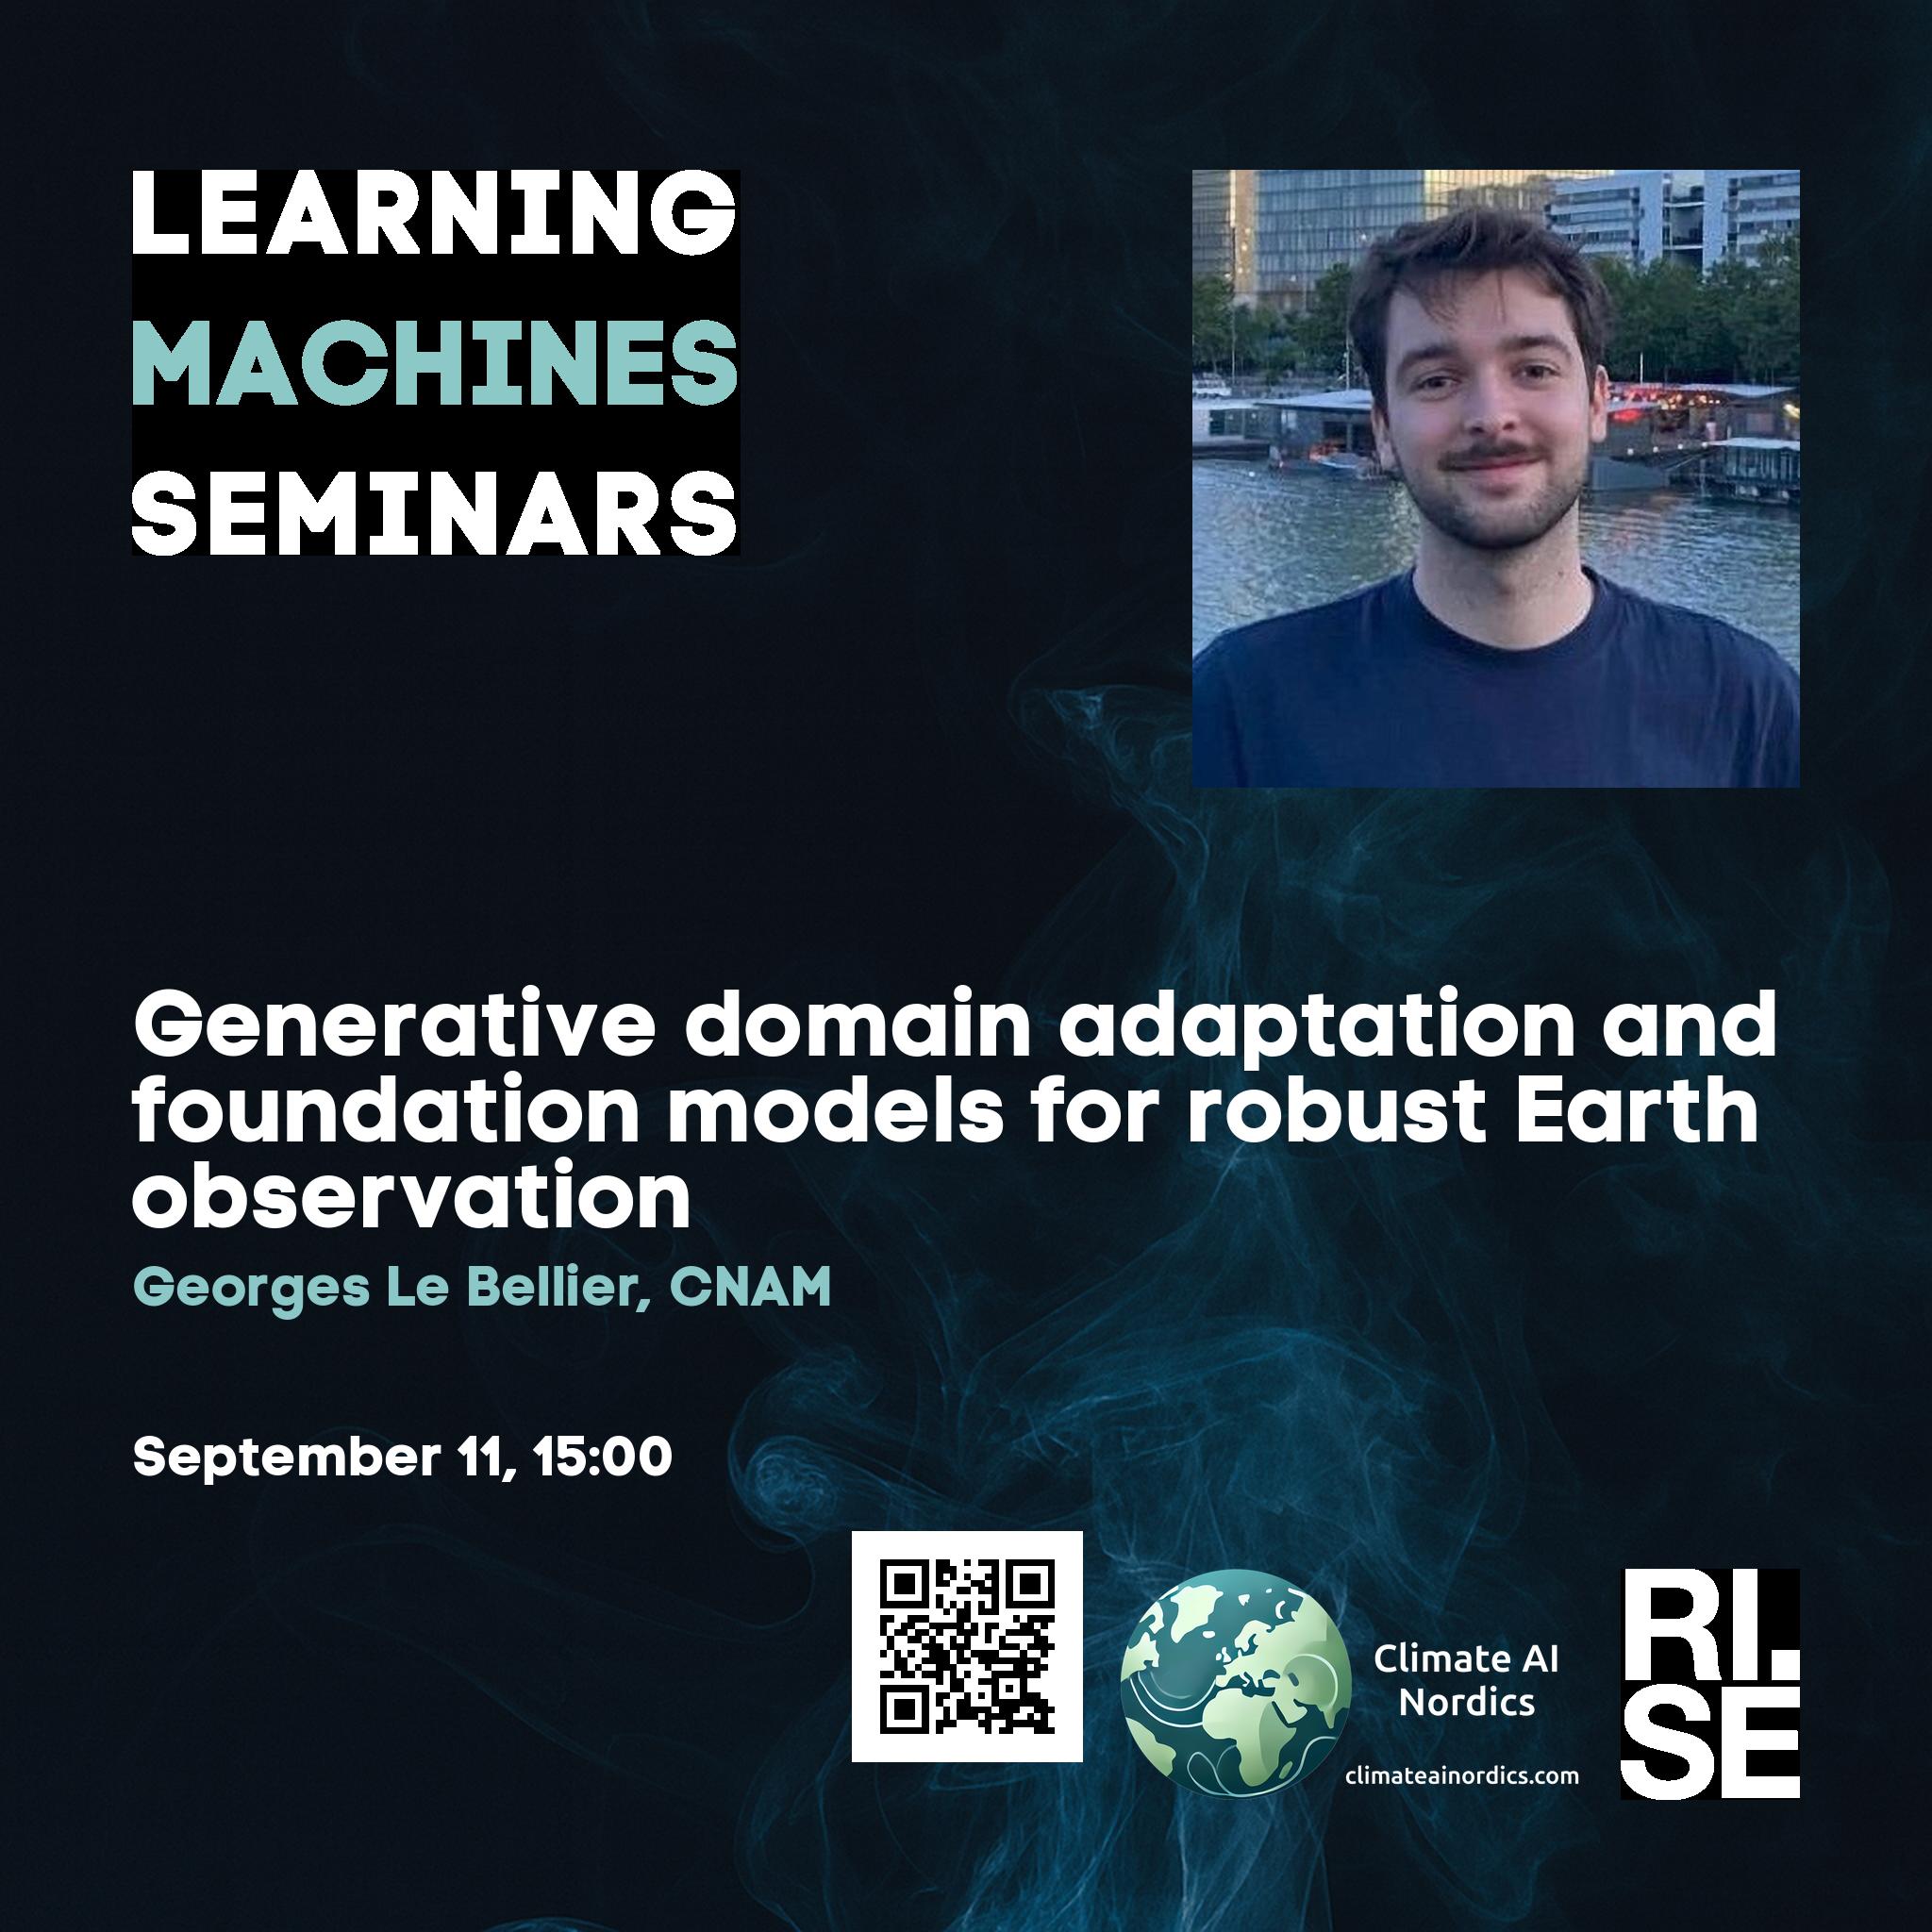 LEARNING
MACHINES
SEMINARS
Generative domain adaptation and
foundation models for robust Earth
observation
Georges Le Bellier, CNAM
September 11, 15:00
Climate AI
Nordics
climateainordics.com
RI.
SE